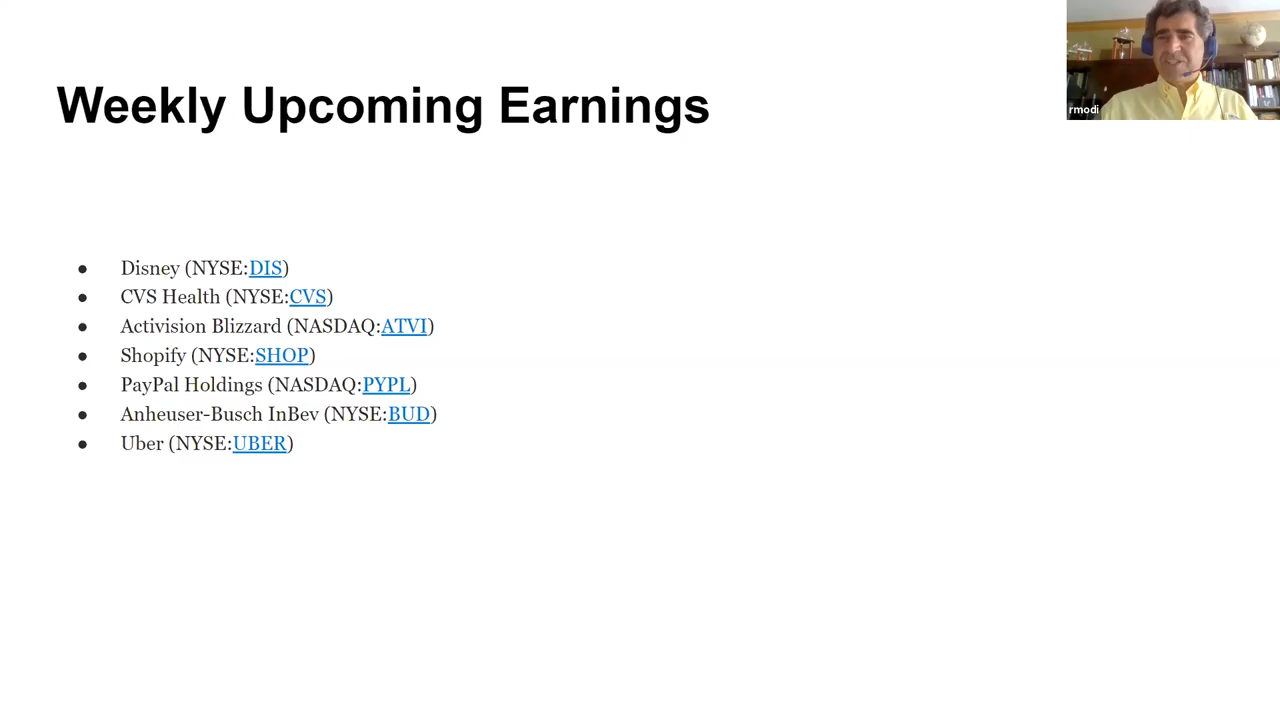 Weekly Upcoming Earnings
rmodi
● Disney (NYSE:DIS)
● CVS Health (NYSE:CVS)
● Activision Blizzard (NASDAQ:ATVI)
● Shopify (NYSE:SHOP)
● PayPal Holdings (NASDAQ:PYPL)
● Anheuser-Busch InBev (NYSE:BUD)
● Uber (NYSE:UBER)